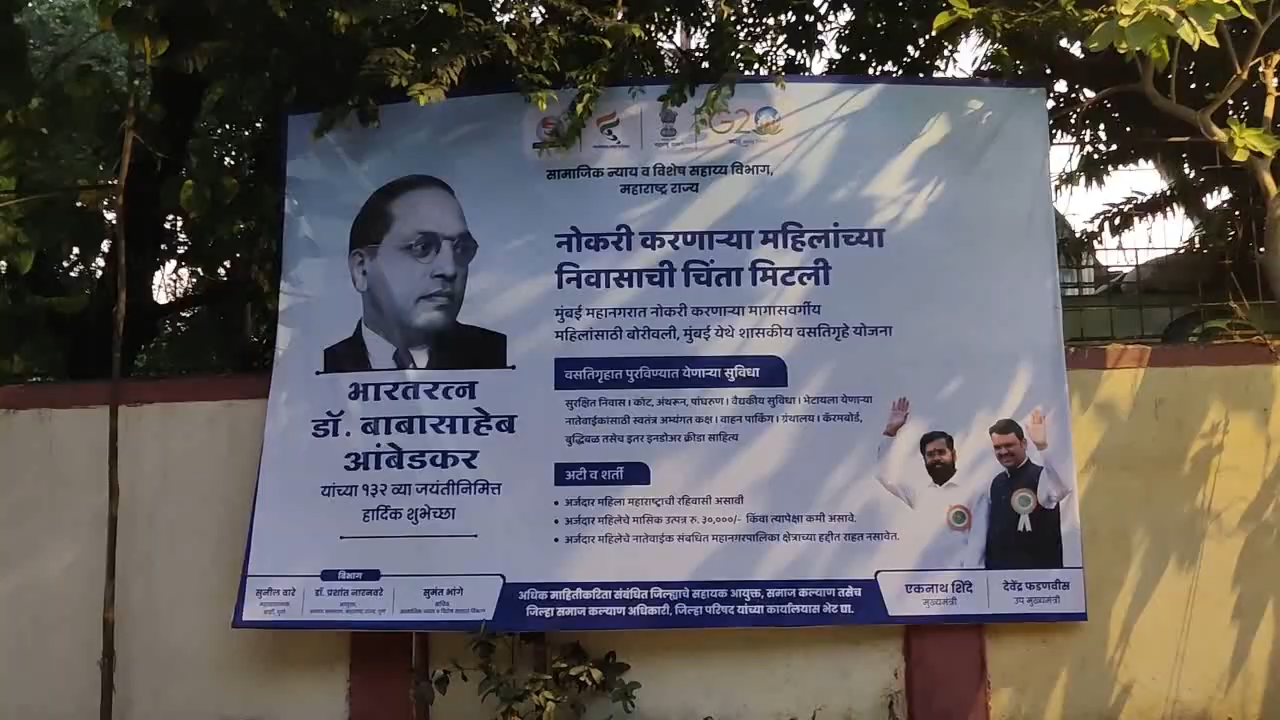 G20
सामाजिक न्याय व विशेष सहाय्य विभाग,
महाराष्ट्र राज्य
नोकरी करणाऱ्या महिलांच्या
निवासाची चिंता मिटली
मुंबई महानगरात नोकरी करणाऱ्या मागासवर्गीय
महिलांसाठी बोरीवली, मुंबई येथे शासकीय वसतिगृहे योजना
वसतिगृहात पुरविण्यात येणाऱ्या सुविधा
सुरक्षित निवास । कॉट, अंथरून, पांघरुण । वैद्यकीय सुविधा । भेटायला येणाऱ्या
नातेवाईकांसाठी स्वतंत्र अभ्यंगत कक्ष । वाहन पार्किंग । ग्रंथालय । कॅरमबोर्ड,
बुद्धिबळ तसेच इतर इनडोअर क्रीडा साहित्य
अटी व शर्ती
• अर्जदार महिला महाराष्ट्राची रहिवासी असावी
• अर्जदार महिलेचे मासिक उत्पन्न रु. ३०,०००/- किंवा त्यापेक्षा कमी असावे.
• अर्जदार महिलेचे नातेवाईक संबधित महानगरपालिका क्षेत्राच्या हद्दीत राहत नसावेत.
भारतरत्न
डॉ. बाबासाहेब
आंबेडकर
यांच्या १३२ व्या जयंतीनिमित्त
हार्दिक शुभेच्छा
विभाग
सुनील वारे
डॉ. प्रशांत नारनवरे
सुमंत भांगे
सचिव,
अधिक माहितीकरिता संबंधित जिल्ह्याचे सहायक आयुक्त, समाज कल्याण तसेच
जिल्हा समाज कल्याण अधिकारी, जिल्हा परिषद यांच्या कार्यालयास भेट द्या.
एकनाथ शिंदे
मुख्यमंत्री
देवेंद्र फडणवीस
उप मुख्यमंत्री